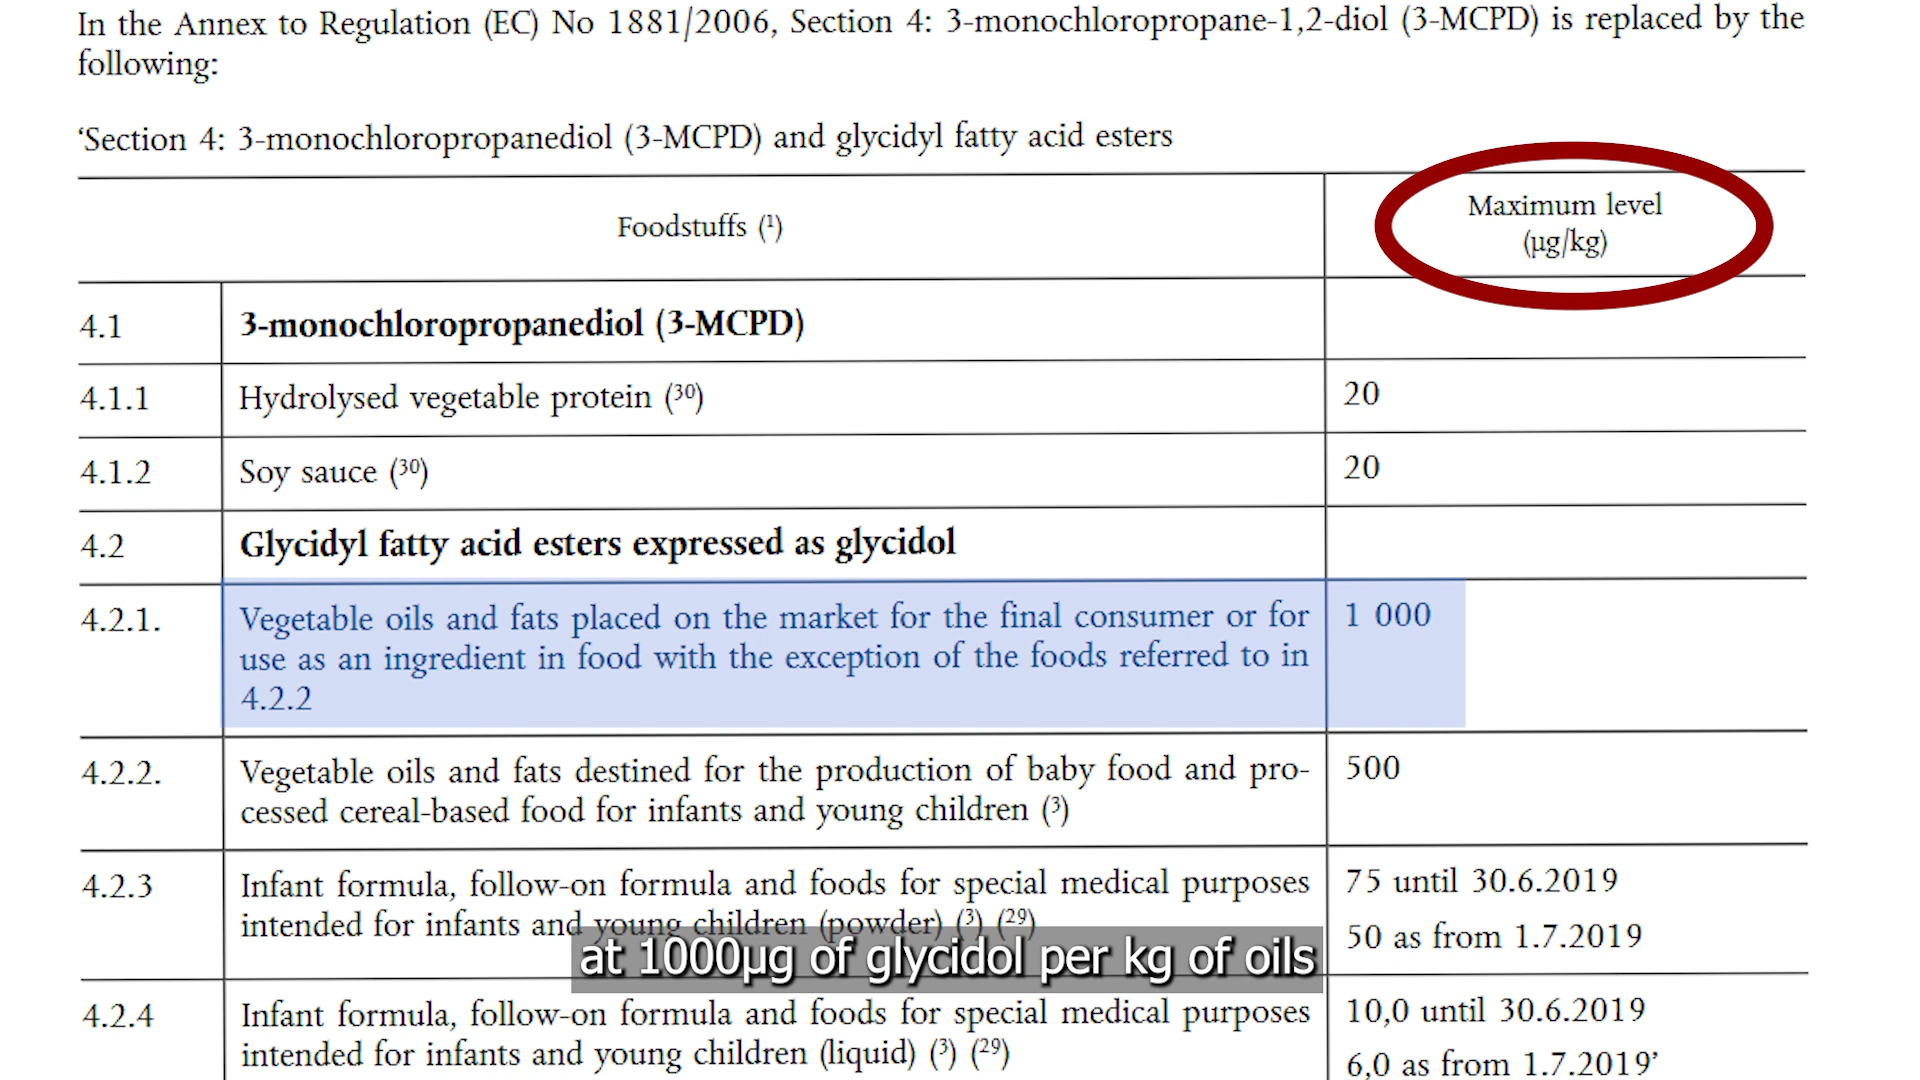 In the Annex to Regulation (EC) No 1881/2006, Section 4: 3-monochloropropane-1,2-diol (3-MCPD) is replaced by the
following:
‘Section 4: 3-monochloropropanediol (3-MCPD) and glycidyl fatty acid esters
Foodstuffs (¹)
Maximum level
(µg/kg)
4.1 3-monochloropropanediol (3-MCPD)
4.1.1 Hydrolysed vegetable protein (³⁰) 20
4.1.2 Soy sauce (³⁰) 20
4.2 Glycidyl fatty acid esters expressed as glycidol
4.2.1. Vegetable oils and fats placed on the market for the final consumer or for 1 000
use as an ingredient in food with the exception of the foods referred to in
4.2.2
4.2.2. Vegetable oils and fats destined for the production of baby food and pro- 500
cessed cereal-based food for infants and young children (³)
4.2.3 Infant formula, follow-on formula and foods for special medical purposes 75 until 30.6.2019
intended for infants and young children (powder) (³) (²⁹) 50 as from 1.7.2019
at 1000µg of glycidol per kg of oils
4.2.4 Infant formula, follow-on formula and foods for special medical purposes 10,0 until 30.6.2019
intended for infants and young children (liquid) (³) (²⁹) 6,0 as from 1.7.2019’